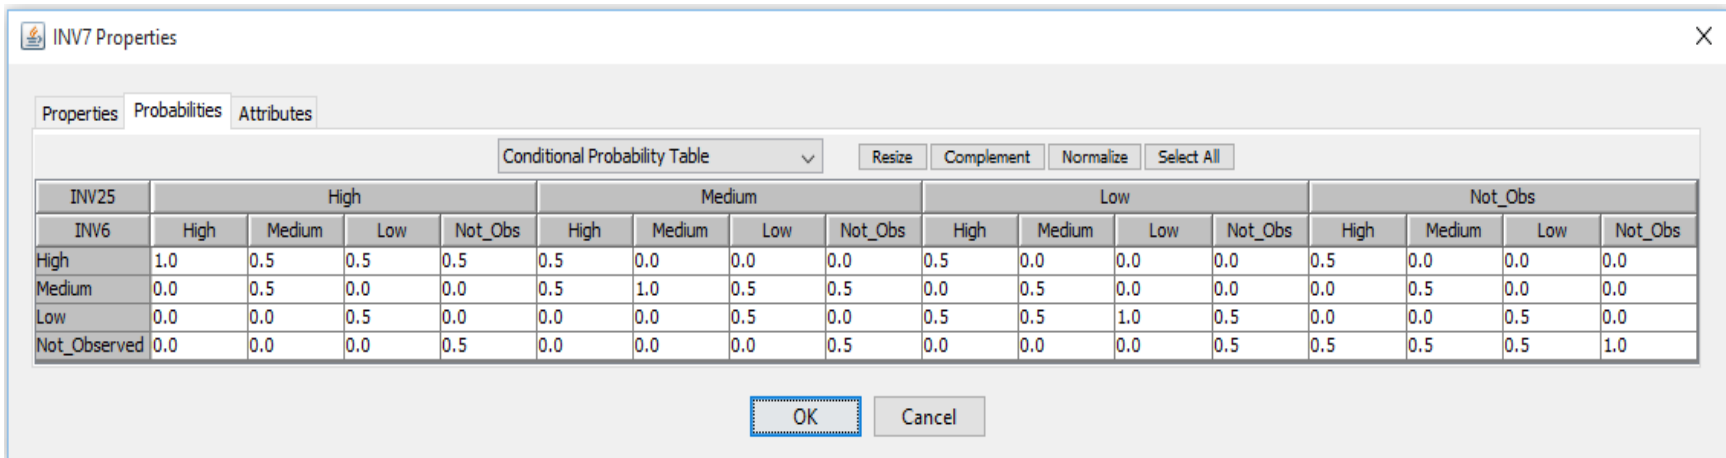 INV7 Properties
Properties Probabilities Attributes
Conditional Probability Table Resize Complement Normalize Select All
INV25 High Medium Low Not_Obs
INV6 High Medium Low Not_Obs High Medium Low Not_Obs High Medium Low Not_Obs High Medium Low Not_Obs
High 1.0 0.5 0.5 0.5 0.5 0.0 0.0 0.0 0.5 0.0 0.0 0.0 0.5 0.0 0.0 0.0
Medium 0.0 0.5 0.0 0.0 0.5 1.0 0.5 0.5 0.0 0.5 0.0 0.0 0.0 0.5 0.0 0.0
Low 0.0 0.0 0.5 0.0 0.0 0.0 0.5 0.0 0.5 0.5 1.0 0.5 0.0 0.0 0.5 0.0
Not_Observed 0.0 0.0 0.0 0.5 0.0 0.0 0.0 0.5 0.0 0.0 0.0 0.5 0.5 0.5 0.5 1.0
OK Cancel